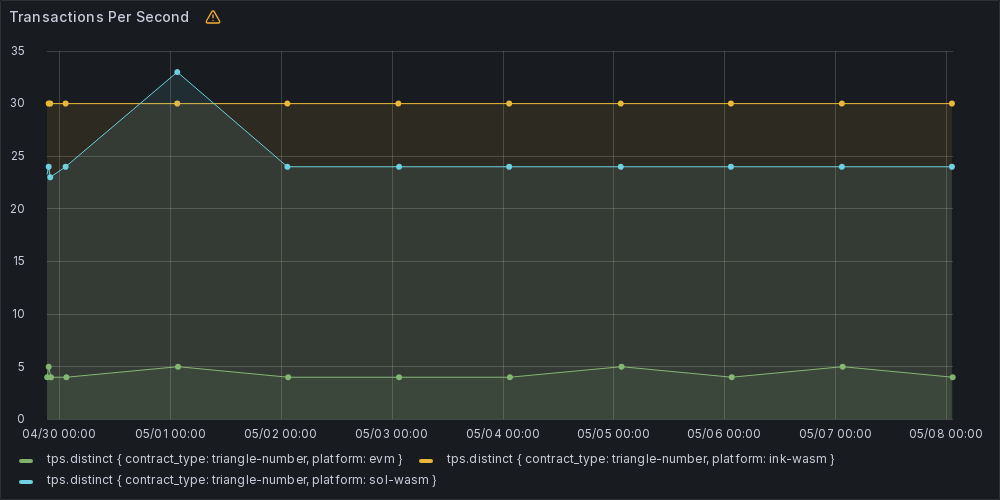 Transactions Per Second
35
30
25
20
15
10
5
0
04/30 00:00 05/01 00:00 05/02 00:00 05/03 00:00 05/04 00:00 05/05 00:00 05/06 00:00 05/07 00:00 05/08 00:00
tps.distinct { contract_type: triangle-number, platform: evm } tps.distinct { contract_type: triangle-number, platform: ink-wasm }
tps.distinct { contract_type: triangle-number, platform: sol-wasm }